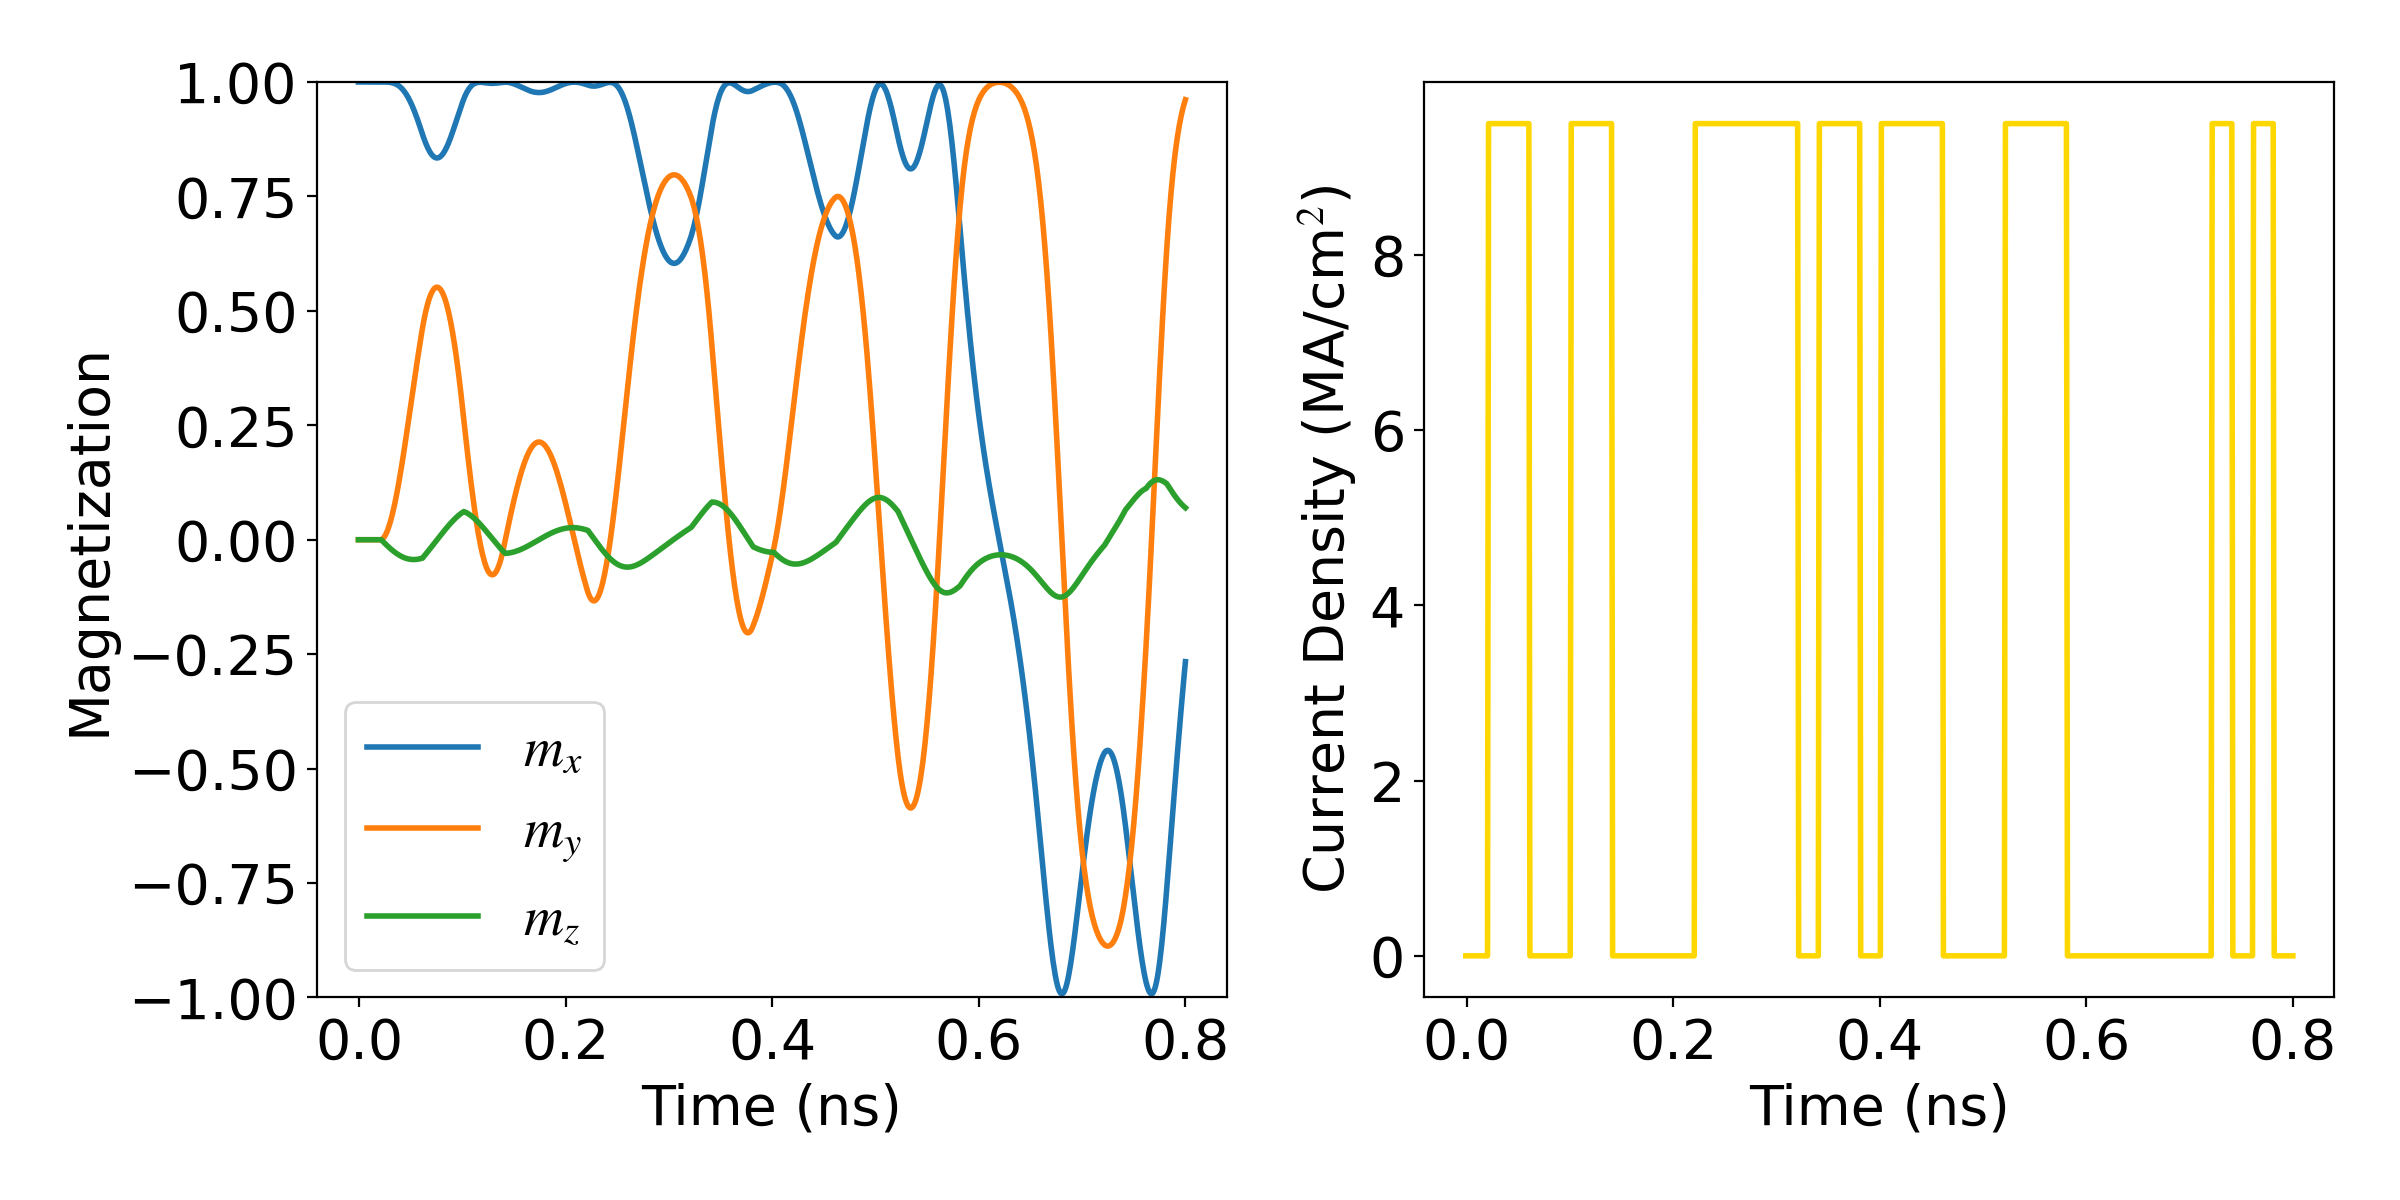 Magnetization
1.00
0.75
0.50
0.25
0.00
−0.25
−0.50
−0.75
−1.00
m_x
m_y
m_z
0.0 0.2 0.4 0.6 0.8
Time (ns)
Current Density (MA/cm²)
8
6
4
2
0
0.0 0.2 0.4 0.6 0.8
Time (ns)